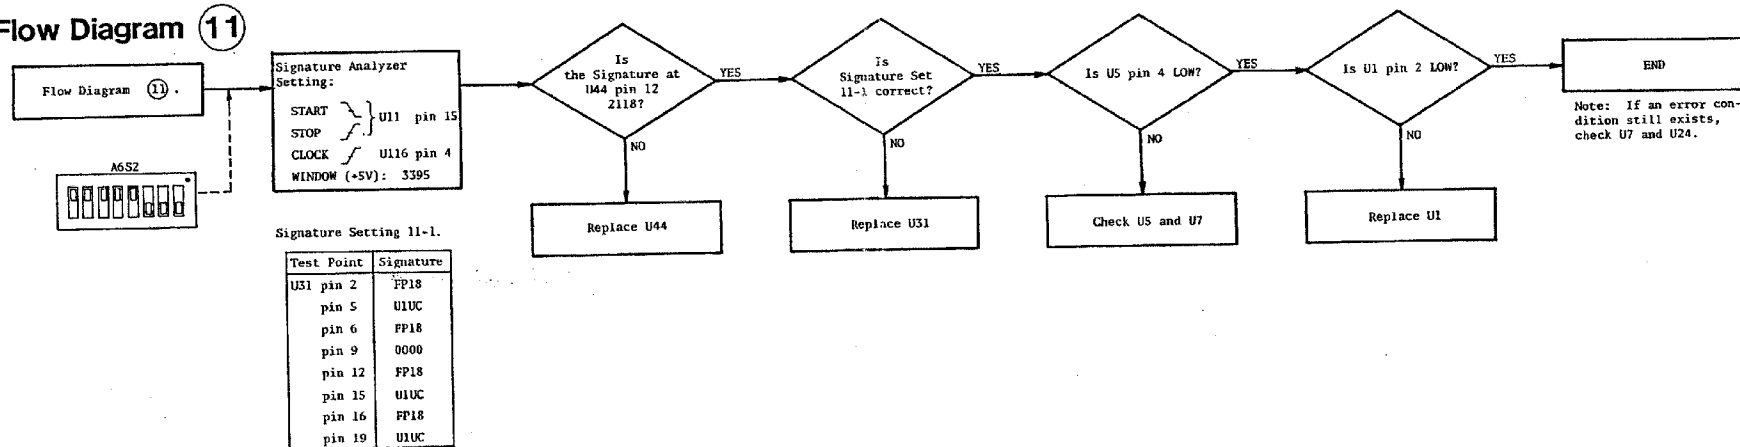 Flow Diagram 11
Flow Diagram 11 .
A6S2
Signature Analyzer
Setting:
START
STOP
U11 pin 15
CLOCK U116 pin 4
WINDOW (+5V): 3395
Signature Setting 11-1.
Test Point Signature
U31 pin 2 FP18
pin 5 U1UC
pin 6 FP18
pin 9 0000
pin 12 FP18
pin 15 U1UC
pin 16 FP18
pin 19 U1UC
Is
the Signature at
U44 pin 12
2118?
YES
NO
Replace U44
Is
Signature Set
11-1 correct?
YES
NO
Replace U31
Is U5 pin 4 LOW?
YES
NO
Check U5 and U7
Is U1 pin 2 LOW?
YES
NO
Replace U1
END
Note: If an error con-
dition still exists,
check U7 and U24.